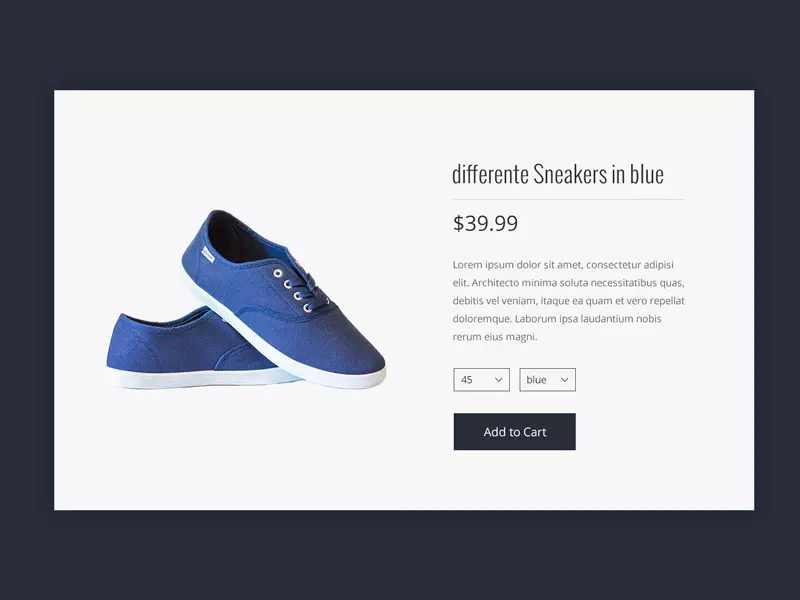 differente Sneakers in blue
$39.99
Lorem ipsum dolor sit amet, consectetur adipisi
elit. Architecto minima soluta necessitatibus quas,
debitis vel veniam, itaque ea quam et vero repellat
doloremque. Laborum ipsa laudantium nobis
rerum eius magni.
45 blue
Add to Cart